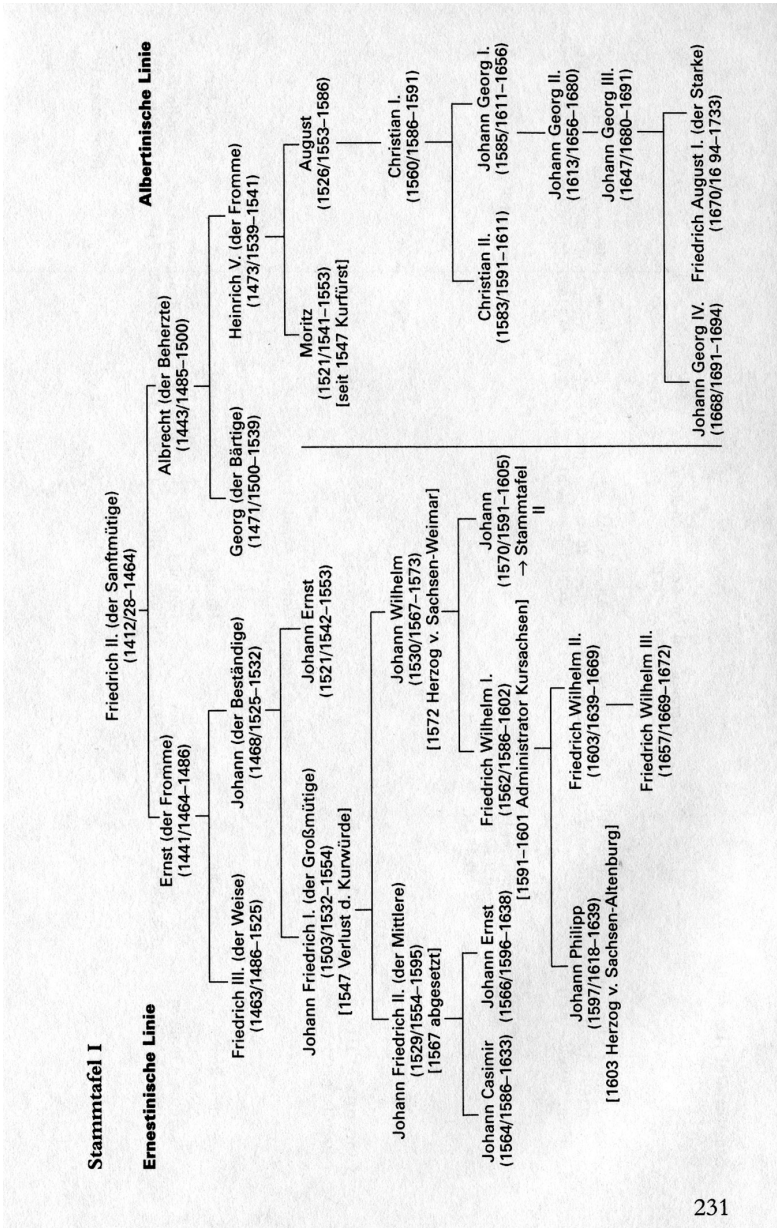 Stammtafel I
Ernestinische Linie
Albertinische Linie
Friedrich II. (der Sanftmütige)
(1412/28–1464)
Ernst (der Fromme)
(1441/1464–1486)
Albrecht (der Beherzte)
(1443/1485–1500)
Friedrich III. (der Weise)
(1463/1486–1525)
Johann (der Beständige)
(1468/1525–1532)
Georg (der Bärtige)
(1471/1500–1539)
Heinrich V. (der Fromme)
(1473/1539–1541)
Johann Friedrich I. (der Großmütige)
(1503/1532–1554)
[1547 Verlust d. Kurwürde]
Johann Ernst
(1521/1542–1553)
Moritz
(1521/1541–1553)
[seit 1547 Kurfürst]
August
(1526/1553–1586)
Johann Friedrich II. (der Mittlere)
(1529/1554–1595)
[1567 abgesetzt]
Johann Wilhelm
(1530/1567–1573)
[1572 Herzog v. Sachsen-Weimar]
Christian I.
(1560/1586–1591)
Johann Casimir
(1564/1586–1633)
Johann Ernst
(1566/1596–1638)
Friedrich Wilhelm I.
(1562/1586–1602)
[1591–1601 Administrator Kursachsen]
Johann
(1570/1591–1605)
→ Stammtafel
II
Christian II.
(1583/1591–1611)
Johann Georg I.
(1585/1611–1656)
Johann Philipp
(1597/1618–1639)
[1603 Herzog v. Sachsen-Altenburg]
Friedrich Wilhelm II.
(1603/1639–1669)
Johann Georg II.
(1613/1656–1680)
Johann Georg III.
(1647/1680–1691)
Friedrich Wilhelm III.
(1657/1669–1672)
Johann Georg IV.
(1668/1691–1694)
Friedrich August I. (der Starke)
(1670/16 94–1733)
231